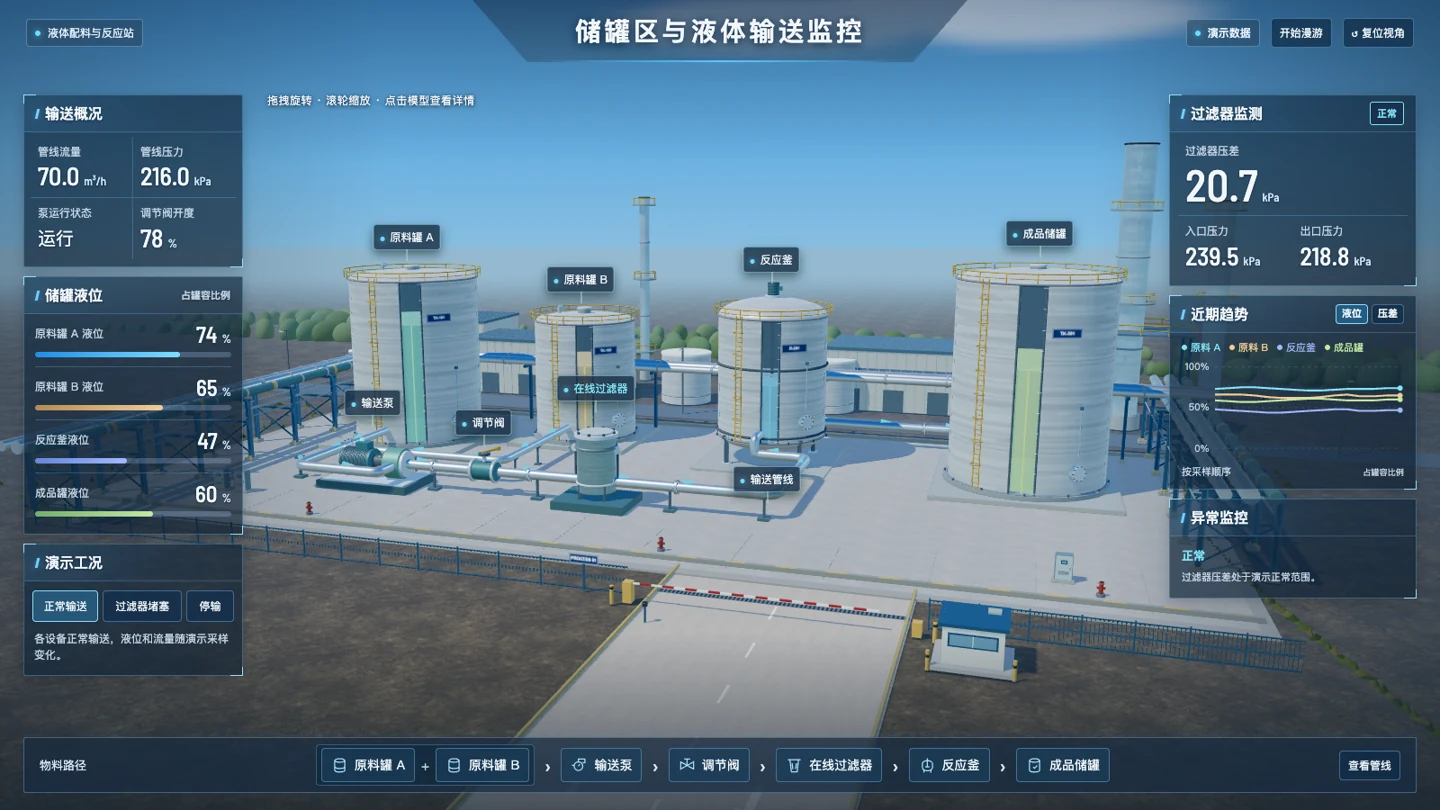 液体配料与反应站
储罐区与液体输送监控
演示数据
开始漫游
↺ 复位视角
拖拽旋转 · 滚轮缩放 · 点击模型查看详情
输送概况
管线流量
70.0 m³/h
管线压力
216.0 kPa
泵运行状态
运行
调节阀开度
78 %
储罐液位
占罐容比例
原料罐 A 液位
74 %
原料罐 B 液位
65 %
反应釜液位
47 %
成品罐液位
60 %
演示工况
正常输送
过滤器堵塞
停输
各设备正常输送，液位和流量随演示采样
变化。
原料罐 A
原料罐 B
反应釜
成品储罐
输送泵
调节阀
在线过滤器
输送管线
过滤器监测
正常
过滤器压差
20.7 kPa
入口压力
239.5 kPa
出口压力
218.8 kPa
近期趋势
液位
压差
原料 A
原料 B
反应釜
成品罐
100%
50%
0%
按采样顺序
占罐容比例
异常监控
正常
过滤器压差处于演示正常范围。
物料路径
原料罐 A + 原料罐 B › 输送泵 › 调节阀 › 在线过滤器 › 反应釜 › 成品储罐
查看管线